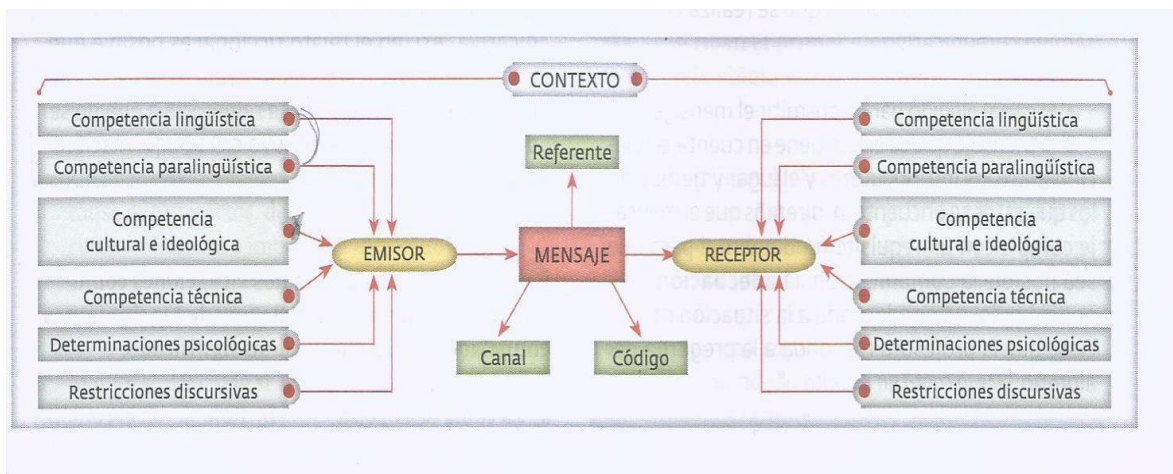 CONTEXTO
Competencia lingüística
Competencia paralingüística
Competencia
cultural e ideológica
Competencia técnica
Determinaciones psicológicas
Restricciones discursivas
EMISOR
Referente
MENSAJE
Canal
Código
RECEPTOR
Competencia lingüística
Competencia paralingüística
Competencia
cultural e ideológica
Competencia técnica
Determinaciones psicológicas
Restricciones discursivas